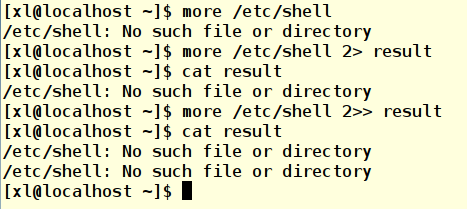 [xl@localhost ~]$ more /etc/shell
/etc/shell: No such file or directory
[xl@localhost ~]$ more /etc/shell 2> result
[xl@localhost ~]$ cat result
/etc/shell: No such file or directory
[xl@localhost ~]$ more /etc/shell 2>> result
[xl@localhost ~]$ cat result
/etc/shell: No such file or directory
/etc/shell: No such file or directory
[xl@localhost ~]$